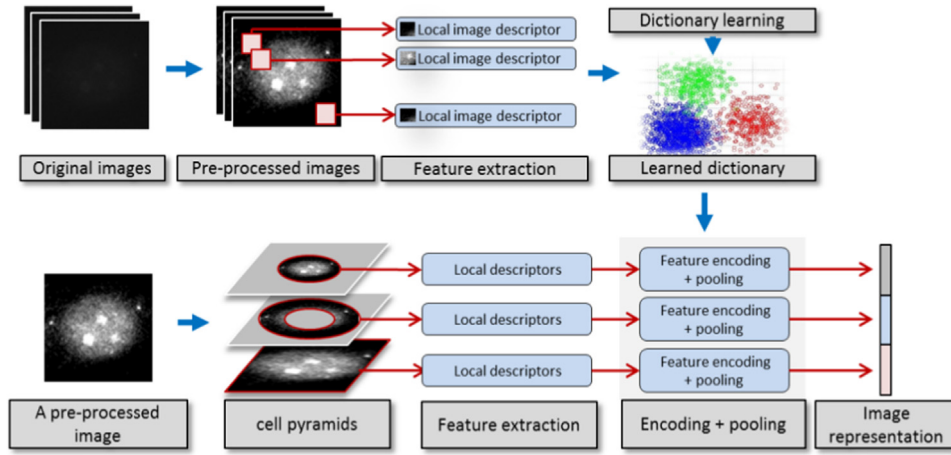 Dictionary learning
Local image descriptor
Local image descriptor
Local image descriptor
Original images
Pre-processed images
Feature extraction
Learned dictionary
Local descriptors
Feature encoding
+ pooling
Local descriptors
Feature encoding
+ pooling
Local descriptors
Feature encoding
+ pooling
A pre-processed
image
cell pyramids
Feature extraction
Encoding + pooling
Image
representation